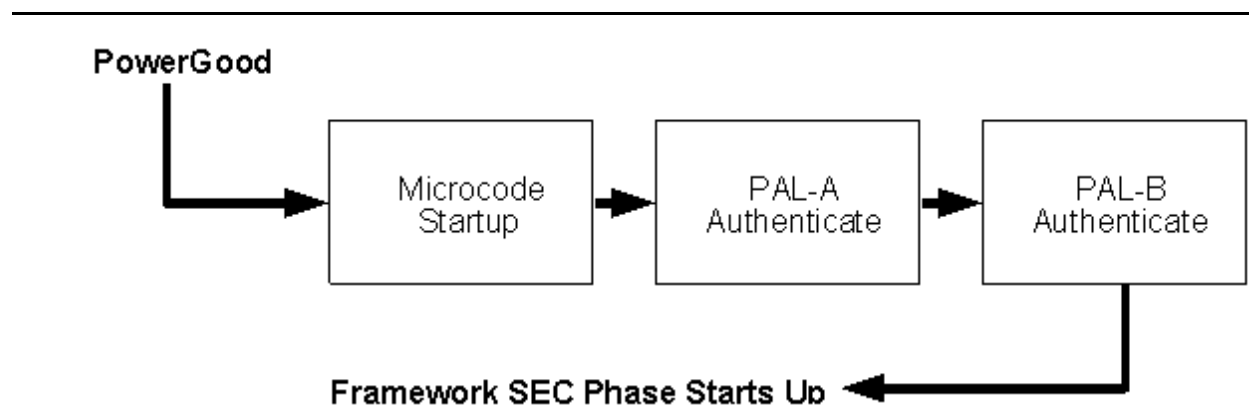 PowerGood
Microcode
Startup
PAL-A
Authenticate
PAL-B
Authenticate
Framework SEC Phase Starts Up